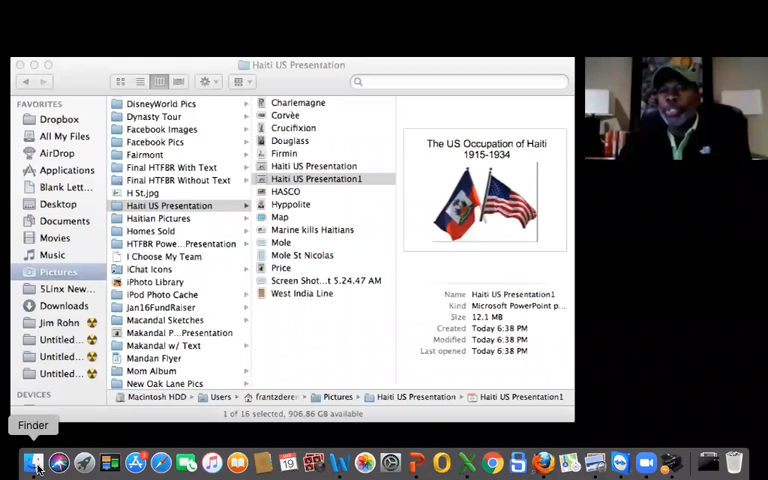 Haiti US Presentation
FAVORITES
Dropbox
All My Files
AirDrop
Applications
Blank Lett...
Desktop
Documents
Movies
Music
Pictures
5Linx New...
Downloads
Jim Rohn
Untitled...
Untitled...
Untitled...
DEVICES
DisneyWorld Pics
Dynasty Tour
Facebook Images
Facebook Pics
Fairmont
Final HTFBR With Text
Final HTFBR Without Text
H St.jpg
Haiti US Presentation
Haitian Pictures
Homes Sold
HTFBR Powe...Presentation
I Choose My Team
iChat Icons
iPhoto Library
iPod Photo Cache
Jan16FundRaiser
Macandal Sketches
Makandal P...Presentation
Makandal w/ Text
Mandan Flyer
Mom Album
New Oak Lane Pics
Charlemagne
Corvèe
Crucifixion
Douglass
Firmin
Haiti US Presentation
Haiti US Presentation1
HASCO
Hyppolite
Map
Marine kills Haitians
Mole
Mole St Nicolas
Price
Screen Shot...t 5.24.47 AM
West India Line
The US Occupation of Haiti
1915-1934
Name Haiti US Presentation1
Kind Microsoft PowerPoint p...
Size 12.1 MB
Created Today 6:38 PM
Modified Today 6:38 PM
Last opened Today 6:38 PM
Macintosh HDD Users frantzdere Pictures Haiti US Presentation Haiti US Presentation1
1 of 16 selected, 906.86 GB available
Finder
19